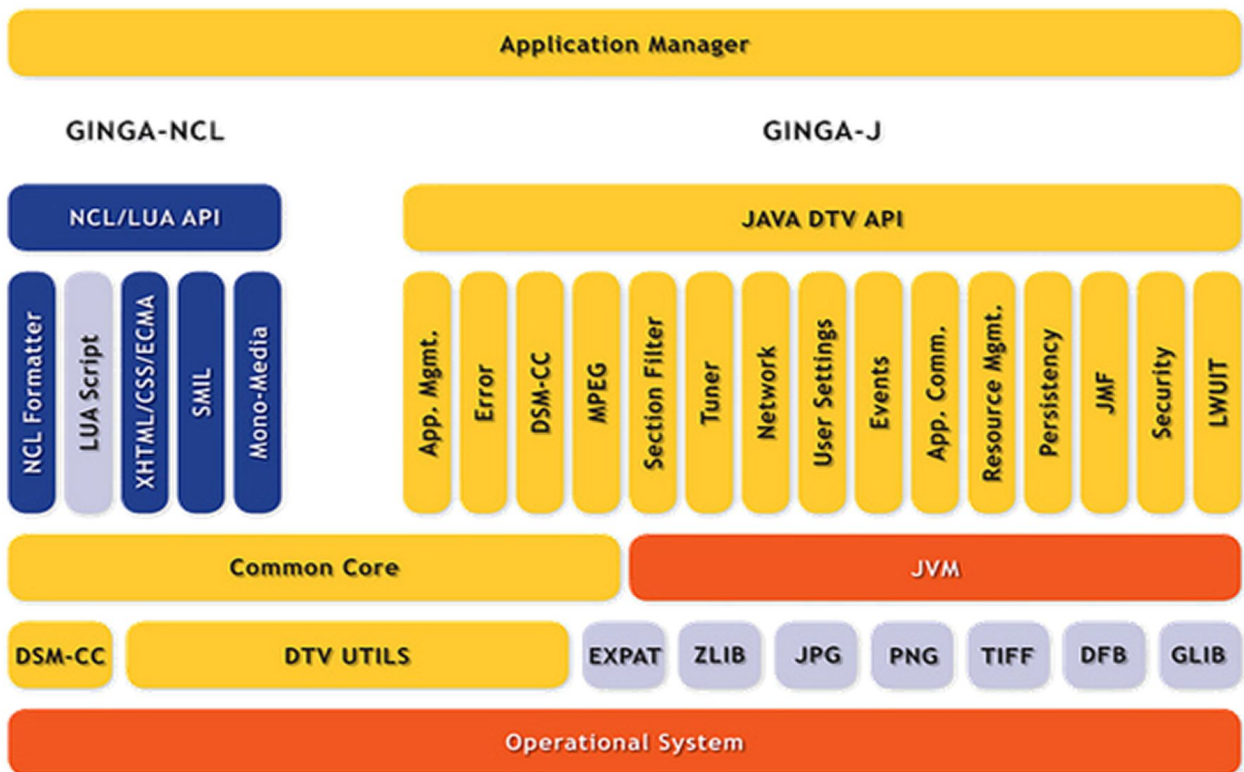 Application Manager
GINGA-NCL
GINGA-J
NCL/LUA API
JAVA DTV API
NCL Formatter
LUA Script
XHTML/CSS/ECMA
SMIL
Mono-Media
App. Mgmt.
Error
DSM-CC
MPEG
Section Filter
Tuner
Network
User Settings
Events
App. Comm.
Resource Mgmt.
Persistency
JMF
Security
LWUIT
Common Core
JVM
DSM-CC
DTV UTILS
EXPAT
ZLIB
JPG
PNG
TIFF
DFB
GLIB
Operational System